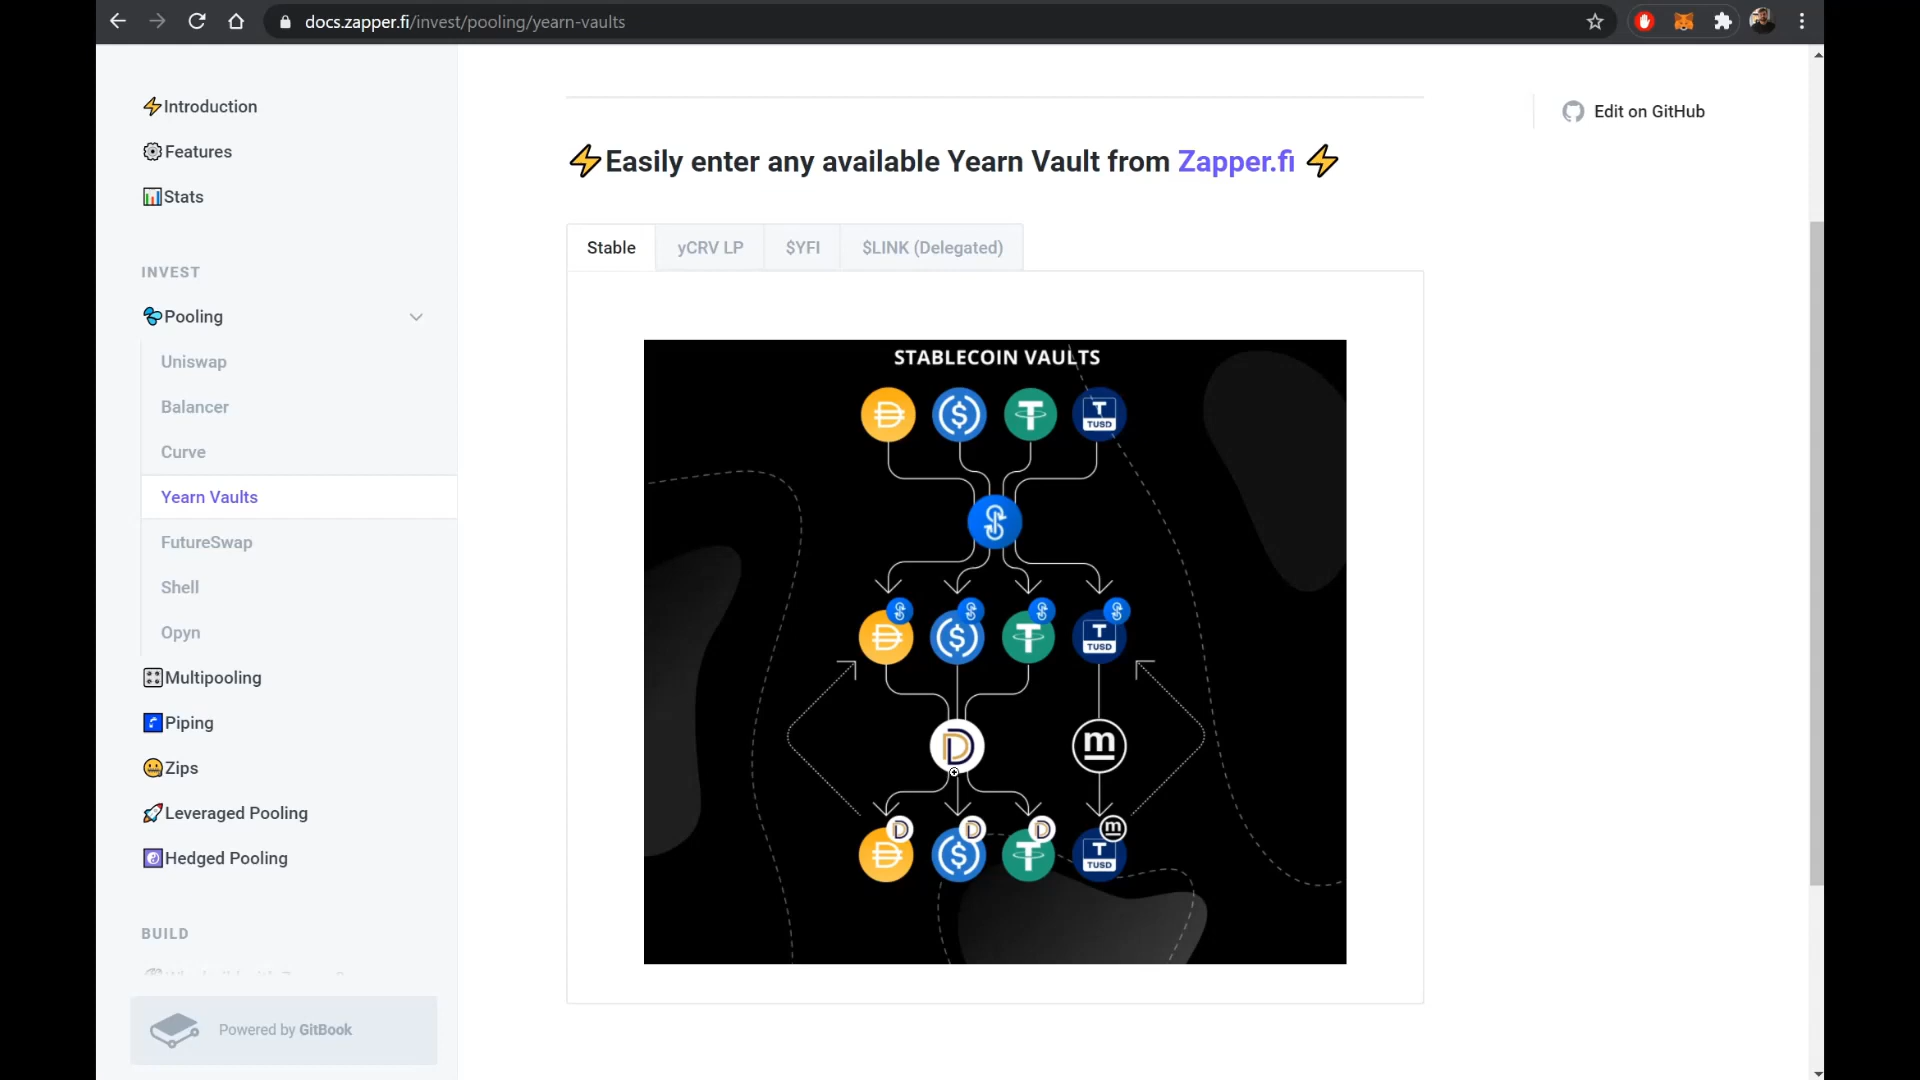 docs.zapper.fi/invest/pooling/yearn-vaults
Introduction
Features
Stats
INVEST
Pooling
Uniswap
Balancer
Curve
Yearn Vaults
FutureSwap
Shell
Opyn
Multipooling
Piping
Zips
Leveraged Pooling
Hedged Pooling
BUILD
Powered by GitBook
Edit on GitHub
Easily enter any available Yearn Vault from Zapper.fi
Stable yCRV LP $YFI $LINK (Delegated)
STABLECOIN VAULTS
TUSD
TUSD
m
m
TUSD